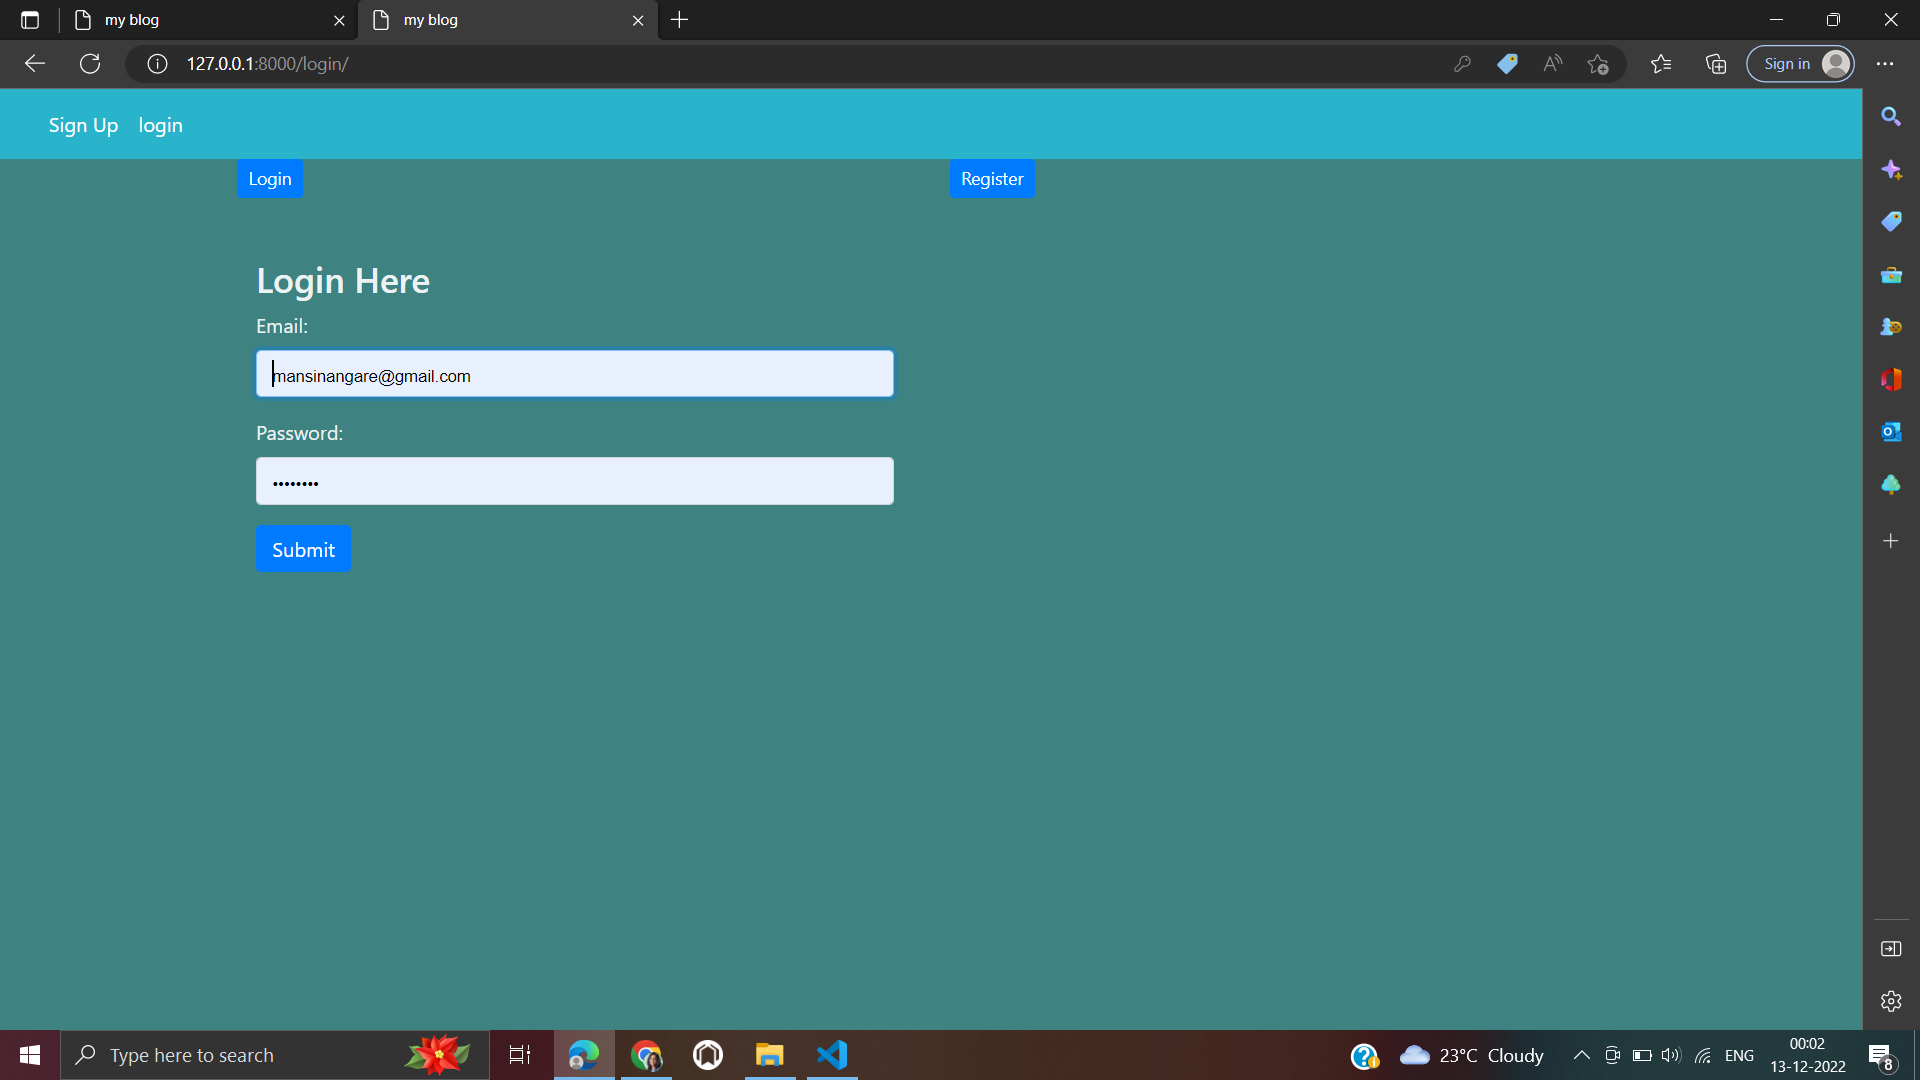 my blog
my blog
127.0.0.1:8000/login/
Sign in
Sign Up login
Login
Register
Login Here
Email:
mansinangare@gmail.com
Password:
••••••••
Submit
Type here to search
23°C Cloudy
ENG
00:02
13-12-2022
8